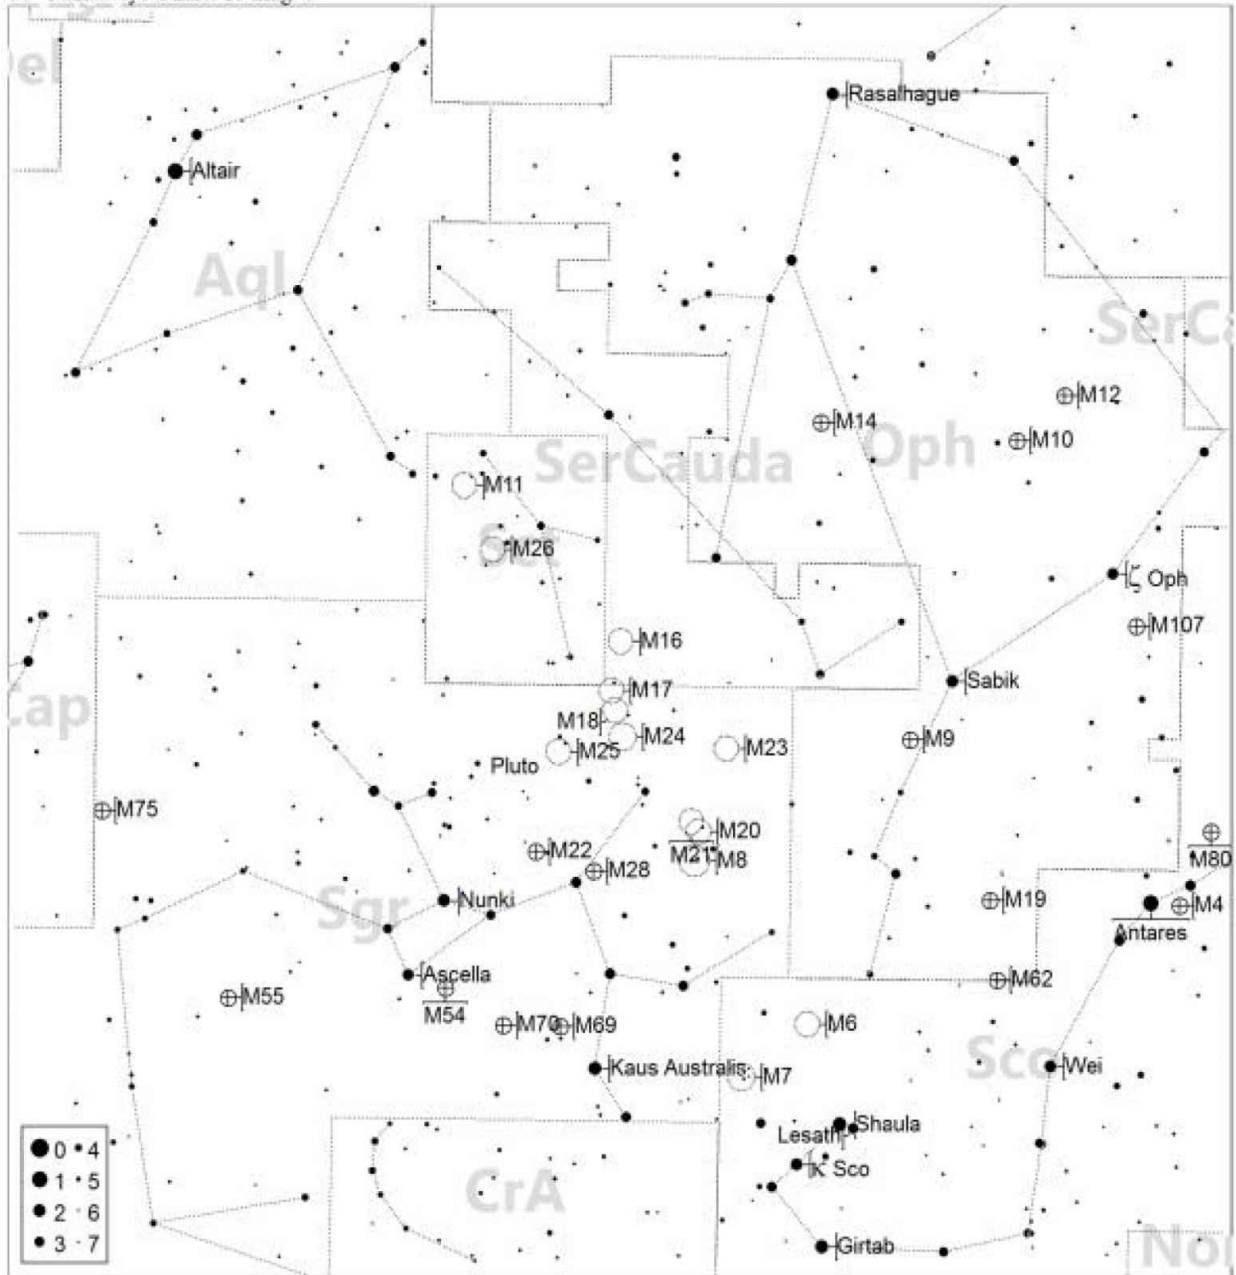 Del
Rasalhague
Altair
Aql
SerCa
M12
M14
Oph
M10
SerCauda
M11
Sct
M26
ζ Oph
M107
M16
Sabik
M17
Cap
M18
M24
M9
M25
M23
Pluto
M75
M20
M22
M21
M8
M80
M28
Nunki
Sgr
M19
M4
Antares
Ascella
M62
M55
M54
M70
M69
M6
Sco
Kaus Australis
M7
Wei
Lesath
Shaula
0 4
κ Sco
1 5
CrA
2 6
3 7
Girtab
Nor